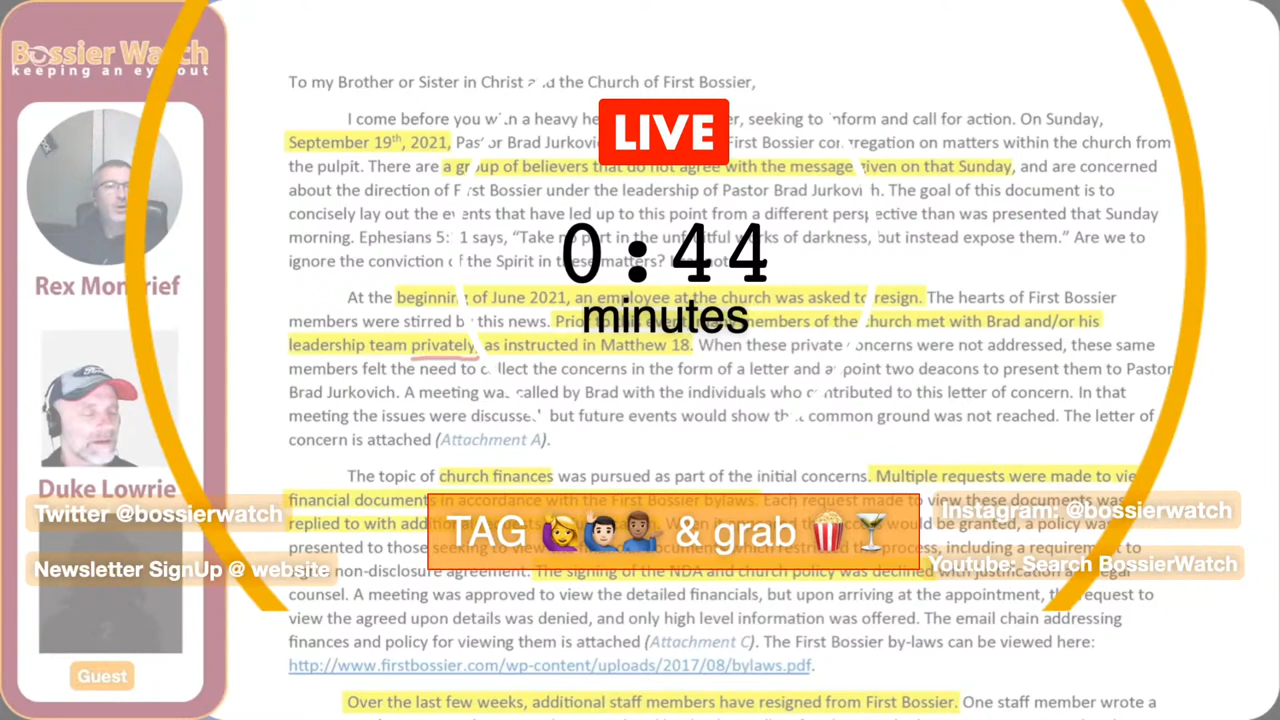 Bossier Watch
keeping an eye out
Rex Moncrief
Duke Lowrie
Twitter @bossierwatch
Newsletter SignUp @ website
Guest
LIVE
0:44
minutes
TAG 🙋‍♀️🙋🏻‍♂️💁🏽‍♂️ & grab 🍿🍸
Instagram: @bossierwatch
Youtube: Search BossierWatch
To my Brother or Sister in Christ and the Church of First Bossier,
I come before you with a heavy he , seeking to inform and call for action. On Sunday,
September 19th, 2021, Pastor Brad Jurkovi First Bossier congregation on matters within the church from
the pulpit. There are a group of believers that do not agree with the message given on that Sunday, and are concerned
about the direction of First Bossier under the leadership of Pastor Brad Jurkovich. The goal of this document is to
concisely lay out the events that have led up to this point from a different perspective than was presented that Sunday
morning. Ephesians 5:11 says, “Take no part in the unfruitful works of darkness, but instead expose them.” Are we to
ignore the conviction of the Spirit in these matters?
At the beginning of June 2021, an employee at the church was asked to resign. The hearts of First Bossier
members were stirred by this news. Prior to this event members of the church met with Brad and/or his
leadership team privately, as instructed in Matthew 18. When these private concerns were not addressed, these same
members felt the need to collect the concerns in the form of a letter and appoint two deacons to present them to Pastor
Brad Jurkovich. A meeting was called by Brad with the individuals who contributed to this letter of concern. In that
meeting the issues were discussed but future events would show that common ground was not reached. The letter of
concern is attached (Attachment A).
The topic of church finances was pursued as part of the initial concerns. Multiple requests were made to vie
financial documents in accordance with the First Bossier bylaws. Each request made to view these documents was
replied to with be granted, a policy was
presented to those seeking to process, including a requirement to
non-disclosure agreement. The signing of the NDA and church policy was declined with justification legal
counsel. A meeting was approved to view the detailed financials, but upon arriving at the appointment, the request to
view the agreed upon details was denied, and only high level information was offered. The email chain addressing
finances and policy for viewing them is attached (Attachment C). The First Bossier by-laws can be viewed here:
http://www.firstbossier.com/wp-content/uploads/2017/08/bylaws.pdf.
Over the last few weeks, additional staff members have resigned from First Bossier. One staff member wrote a